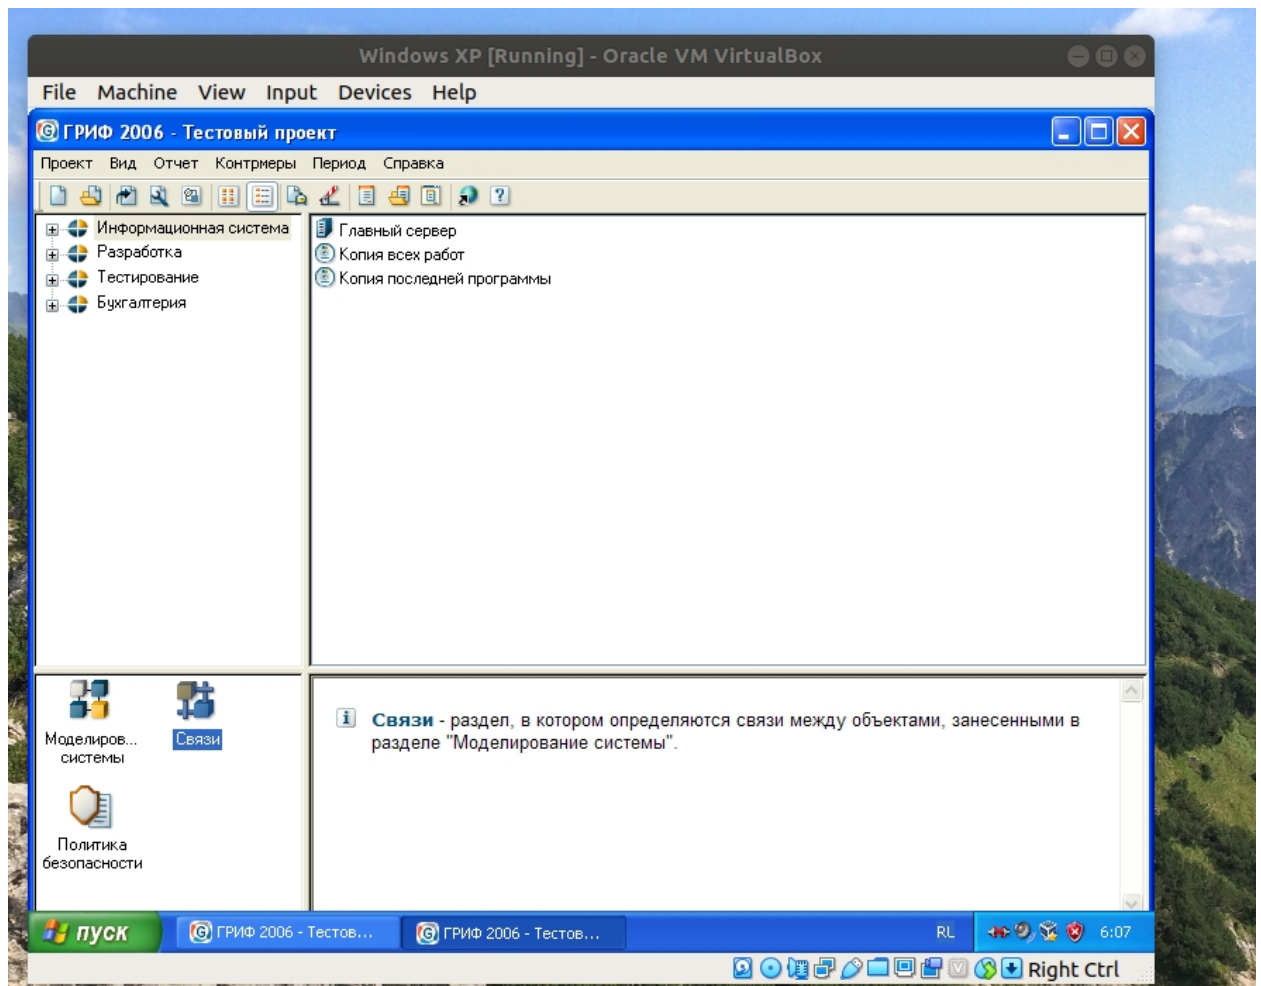 Windows XP [Running] - Oracle VM VirtualBox
File Machine View Input Devices Help
ГРИФ 2006 - Тестовый проект
Проект Вид Отчет Контрмеры Период Справка
Информационная система
Разработка
Тестирование
Бухгалтерия
Главный сервер
Копия всех работ
Копия последней программы
Моделиров...
системы
Связи
Политика
безопасности
Связи - раздел, в котором определяются связи между объектами, занесенными в
разделе "Моделирование системы".
пуск
ГРИФ 2006 - Тестов...
ГРИФ 2006 - Тестов...
RL
6:07
Right Ctrl